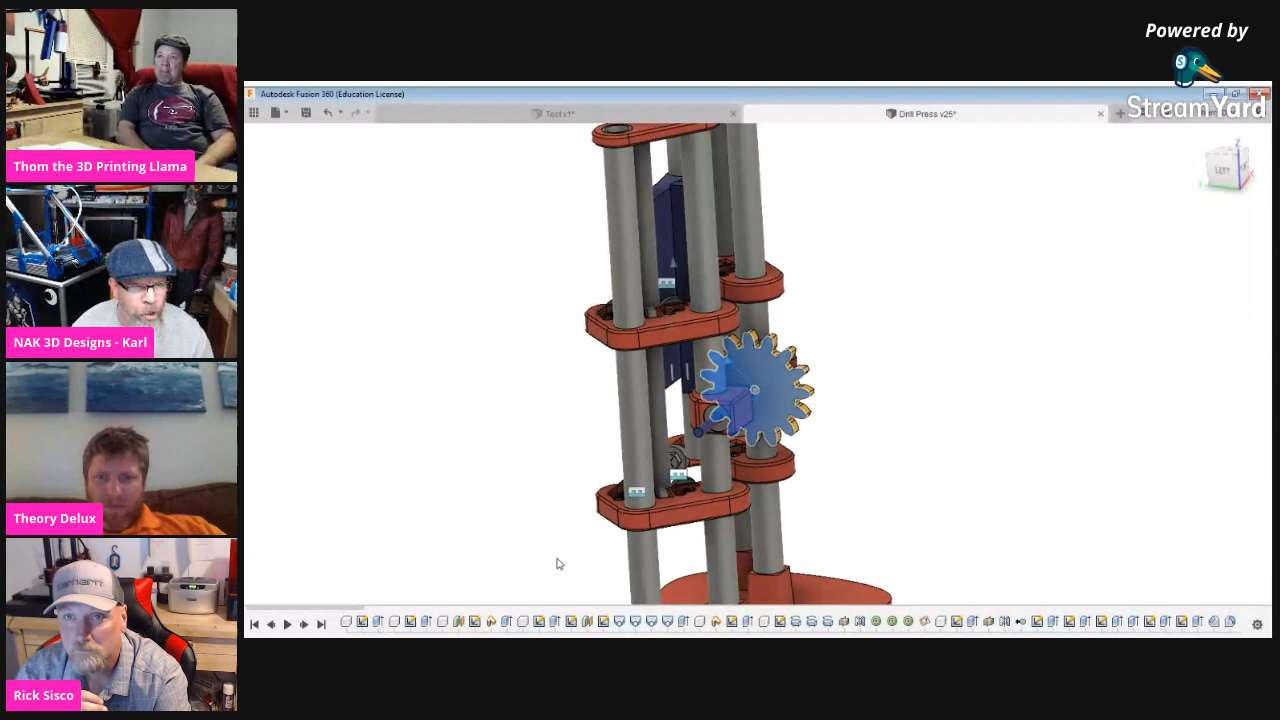 Powered by
StreamYard
Autodesk Fusion 360 (Education License)
Test v1*
Drill Press v25*
LEFT
Thom the 3D Printing Llama
NAK 3D Designs - Karl
Theory Delux
carhartt
Rick Sisco